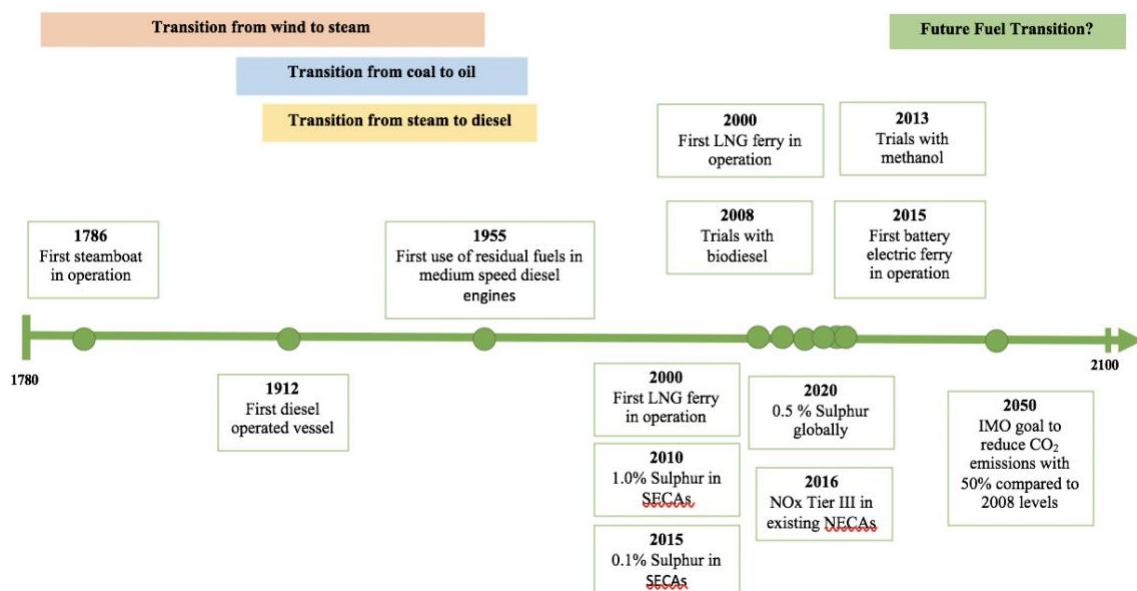 Transition from wind to steam
Future Fuel Transition?
Transition from coal to oil
Transition from steam to diesel
2000
First LNG ferry in
operation
2013
Trials with
methanol
1786
First steamboat
in operation
1955
First use of residual fuels in
medium speed diesel
engines
2008
Trials with
biodiesel
2015
First battery
electric ferry
in operation
1780
2100
1912
First diesel
operated vessel
2000
First LNG ferry
in operation
2020
0.5 % Sulphur
globally
2050
IMO goal to
reduce CO₂
emissions with
50% compared to
2008 levels
2010
1.0% Sulphur in
SECAs
2016
NOx Tier III in
existing NECAs
2015
0.1% Sulphur in
SECAs